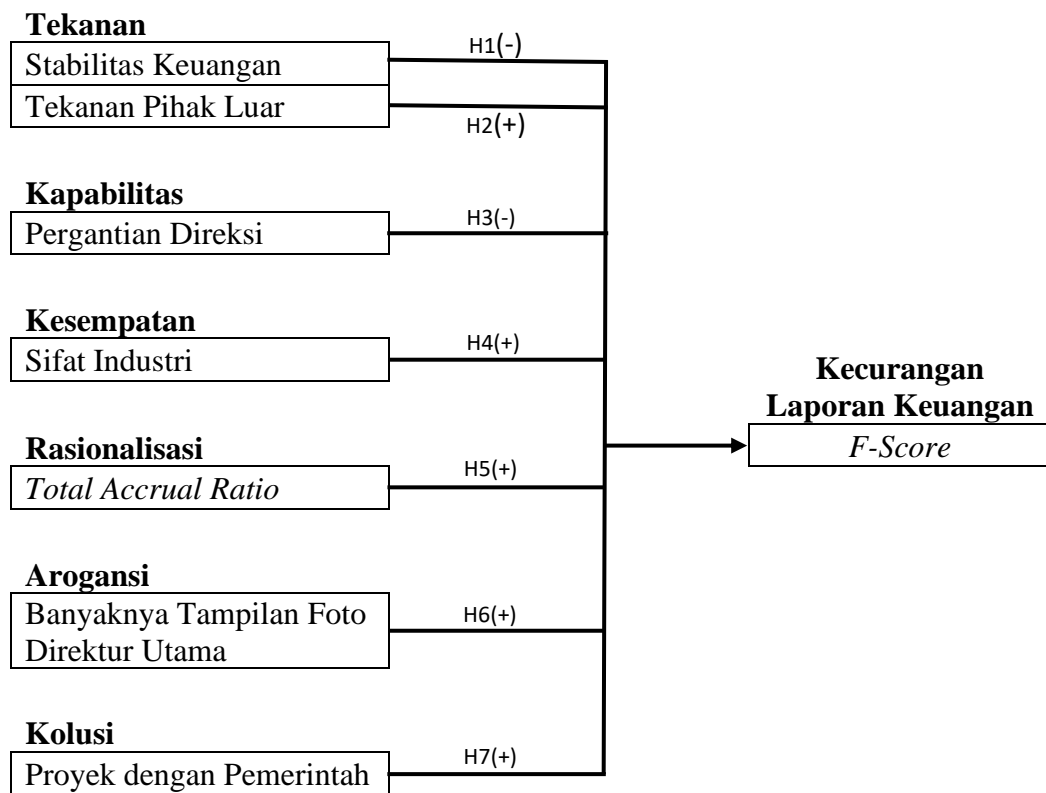 Tekanan
Stabilitas Keuangan
H1(-)
Tekanan Pihak Luar
H2(+)
Kapabilitas
Pergantian Direksi
H3(-)
Kesempatan
Sifat Industri
H4(+)
Rasionalisasi
Total Accrual Ratio
H5(+)
Arogansi
Banyaknya Tampilan Foto
Direktur Utama
H6(+)
Kolusi
Proyek dengan Pemerintah
H7(+)
Kecurangan
Laporan Keuangan
F-Score